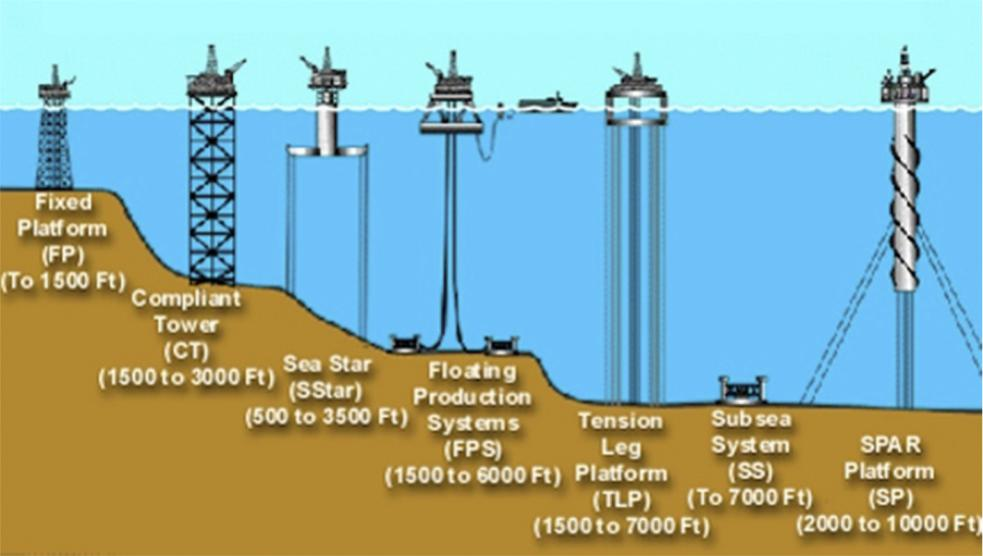 Fixed
Platform
(FP)
(To 1500 Ft)
Compliant
Tower
(CT)
(1500 to 3000 Ft)
Sea Star
(SStar)
(500 to 3500 Ft)
Floating
Production
Systems
(FPS)
(1500 to 6000 Ft)
Tension
Leg
Platform
(TLP)
(1500 to 7000 Ft)
Subsea
System
(SS)
(To 7000 Ft)
SPAR
Platform
(SP)
(2000 to 10000 Ft)